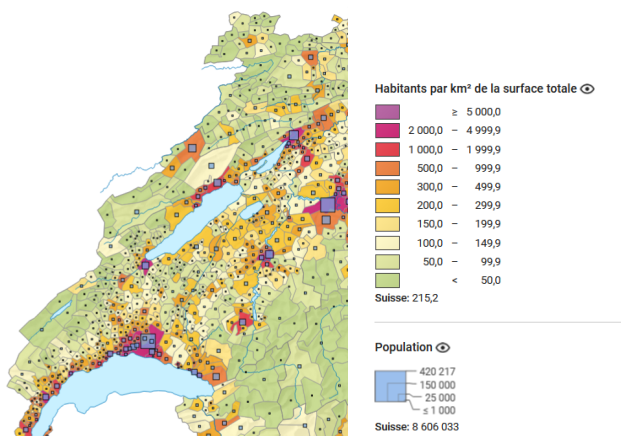 Habitants par km² de la surface totale
≥ 5 000,0
2 000,0 – 4 999,9
1 000,0 – 1 999,9
500,0 – 999,9
300,0 – 499,9
200,0 – 299,9
150,0 – 199,9
100,0 – 149,9
50,0 – 99,9
< 50,0
Suisse: 215,2
Population
420 217
150 000
25 000
≤ 1 000
Suisse: 8 606 033